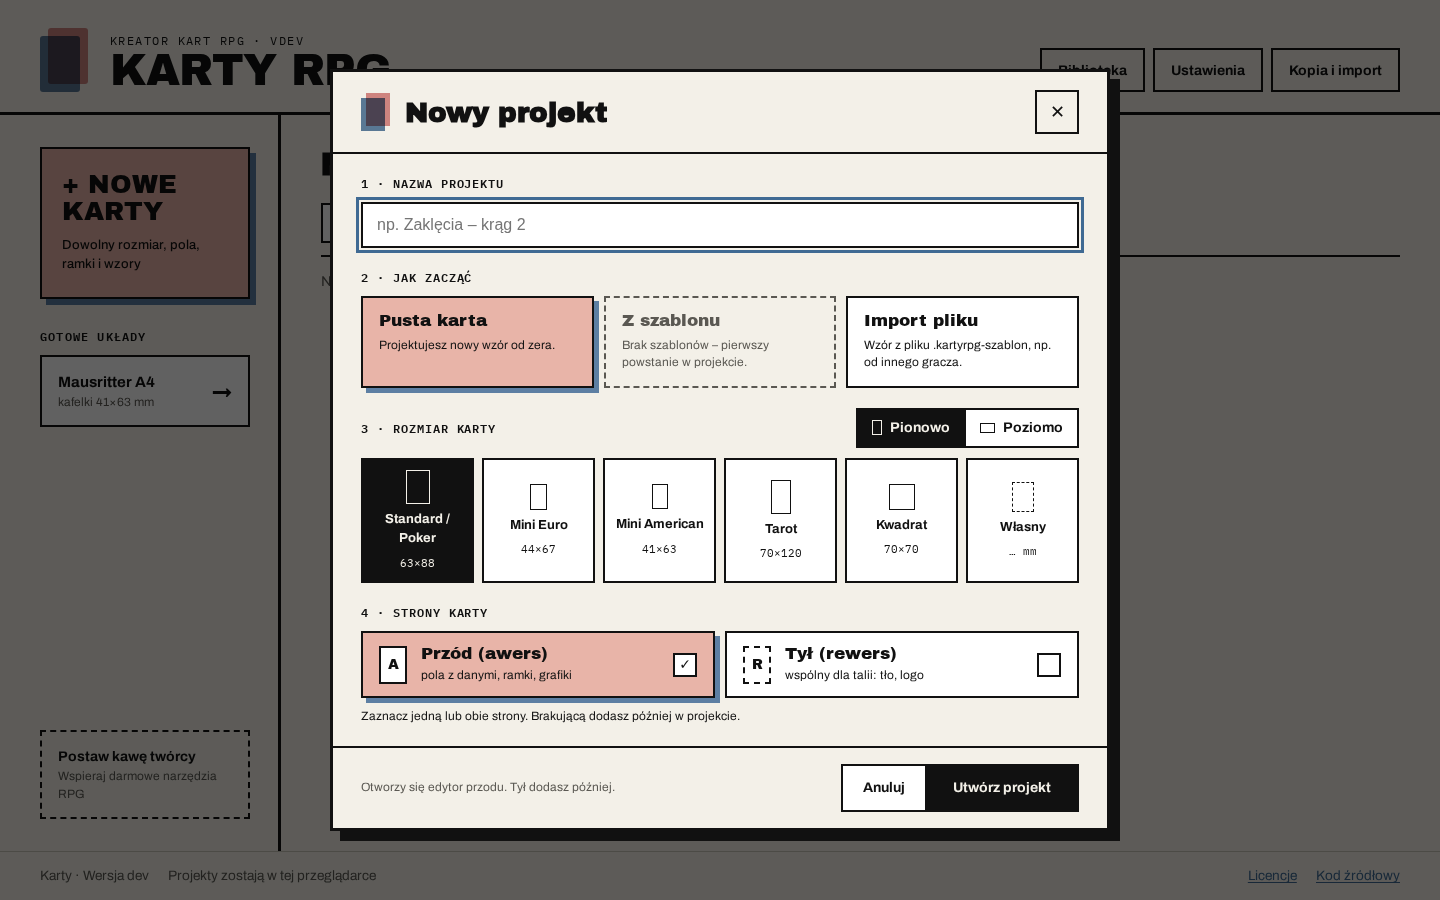 KREATOR KART RPG · VDEV
KARTY RPG
Ustawienia
Kopia i import
Nowy projekt
✕
1 · NAZWA PROJEKTU
np. Zaklęcia – krąg 2
2 · JAK ZACZĄĆ
Pusta karta
Projektujesz nowy wzór od zera.
Z szablonu
Brak szablonów – pierwszy
powstanie w projekcie.
Import pliku
Wzór z pliku .kartyrpg-szablon, np.
od innego gracza.
3 · ROZMIAR KARTY
Pionowo
Poziomo
Standard /
Poker
63×88
Mini Euro
44×67
Mini American
41×63
Tarot
70×120
Kwadrat
70×70
Własny
… mm
4 · STRONY KARTY
A
Przód (awers)
pola z danymi, ramki, grafiki
✓
R
Tył (rewers)
wspólny dla talii: tło, logo
Zaznacz jedną lub obie strony. Brakującą dodasz później w projekcie.
Otworzy się edytor przodu. Tył dodasz później.
Anuluj
Utwórz projekt
+ NOWE
KARTY
Dowolny rozmiar, pola,
ramki i wzory
GOTOWE UKŁADY
Mausritter A4
kafelki 41×63 mm
→
Postaw kawę twórcy
Wspieraj darmowe narzędzia
RPG
Karty · Wersja dev
Projekty zostają w tej przeglądarce
Licencje
Kod źródłowy